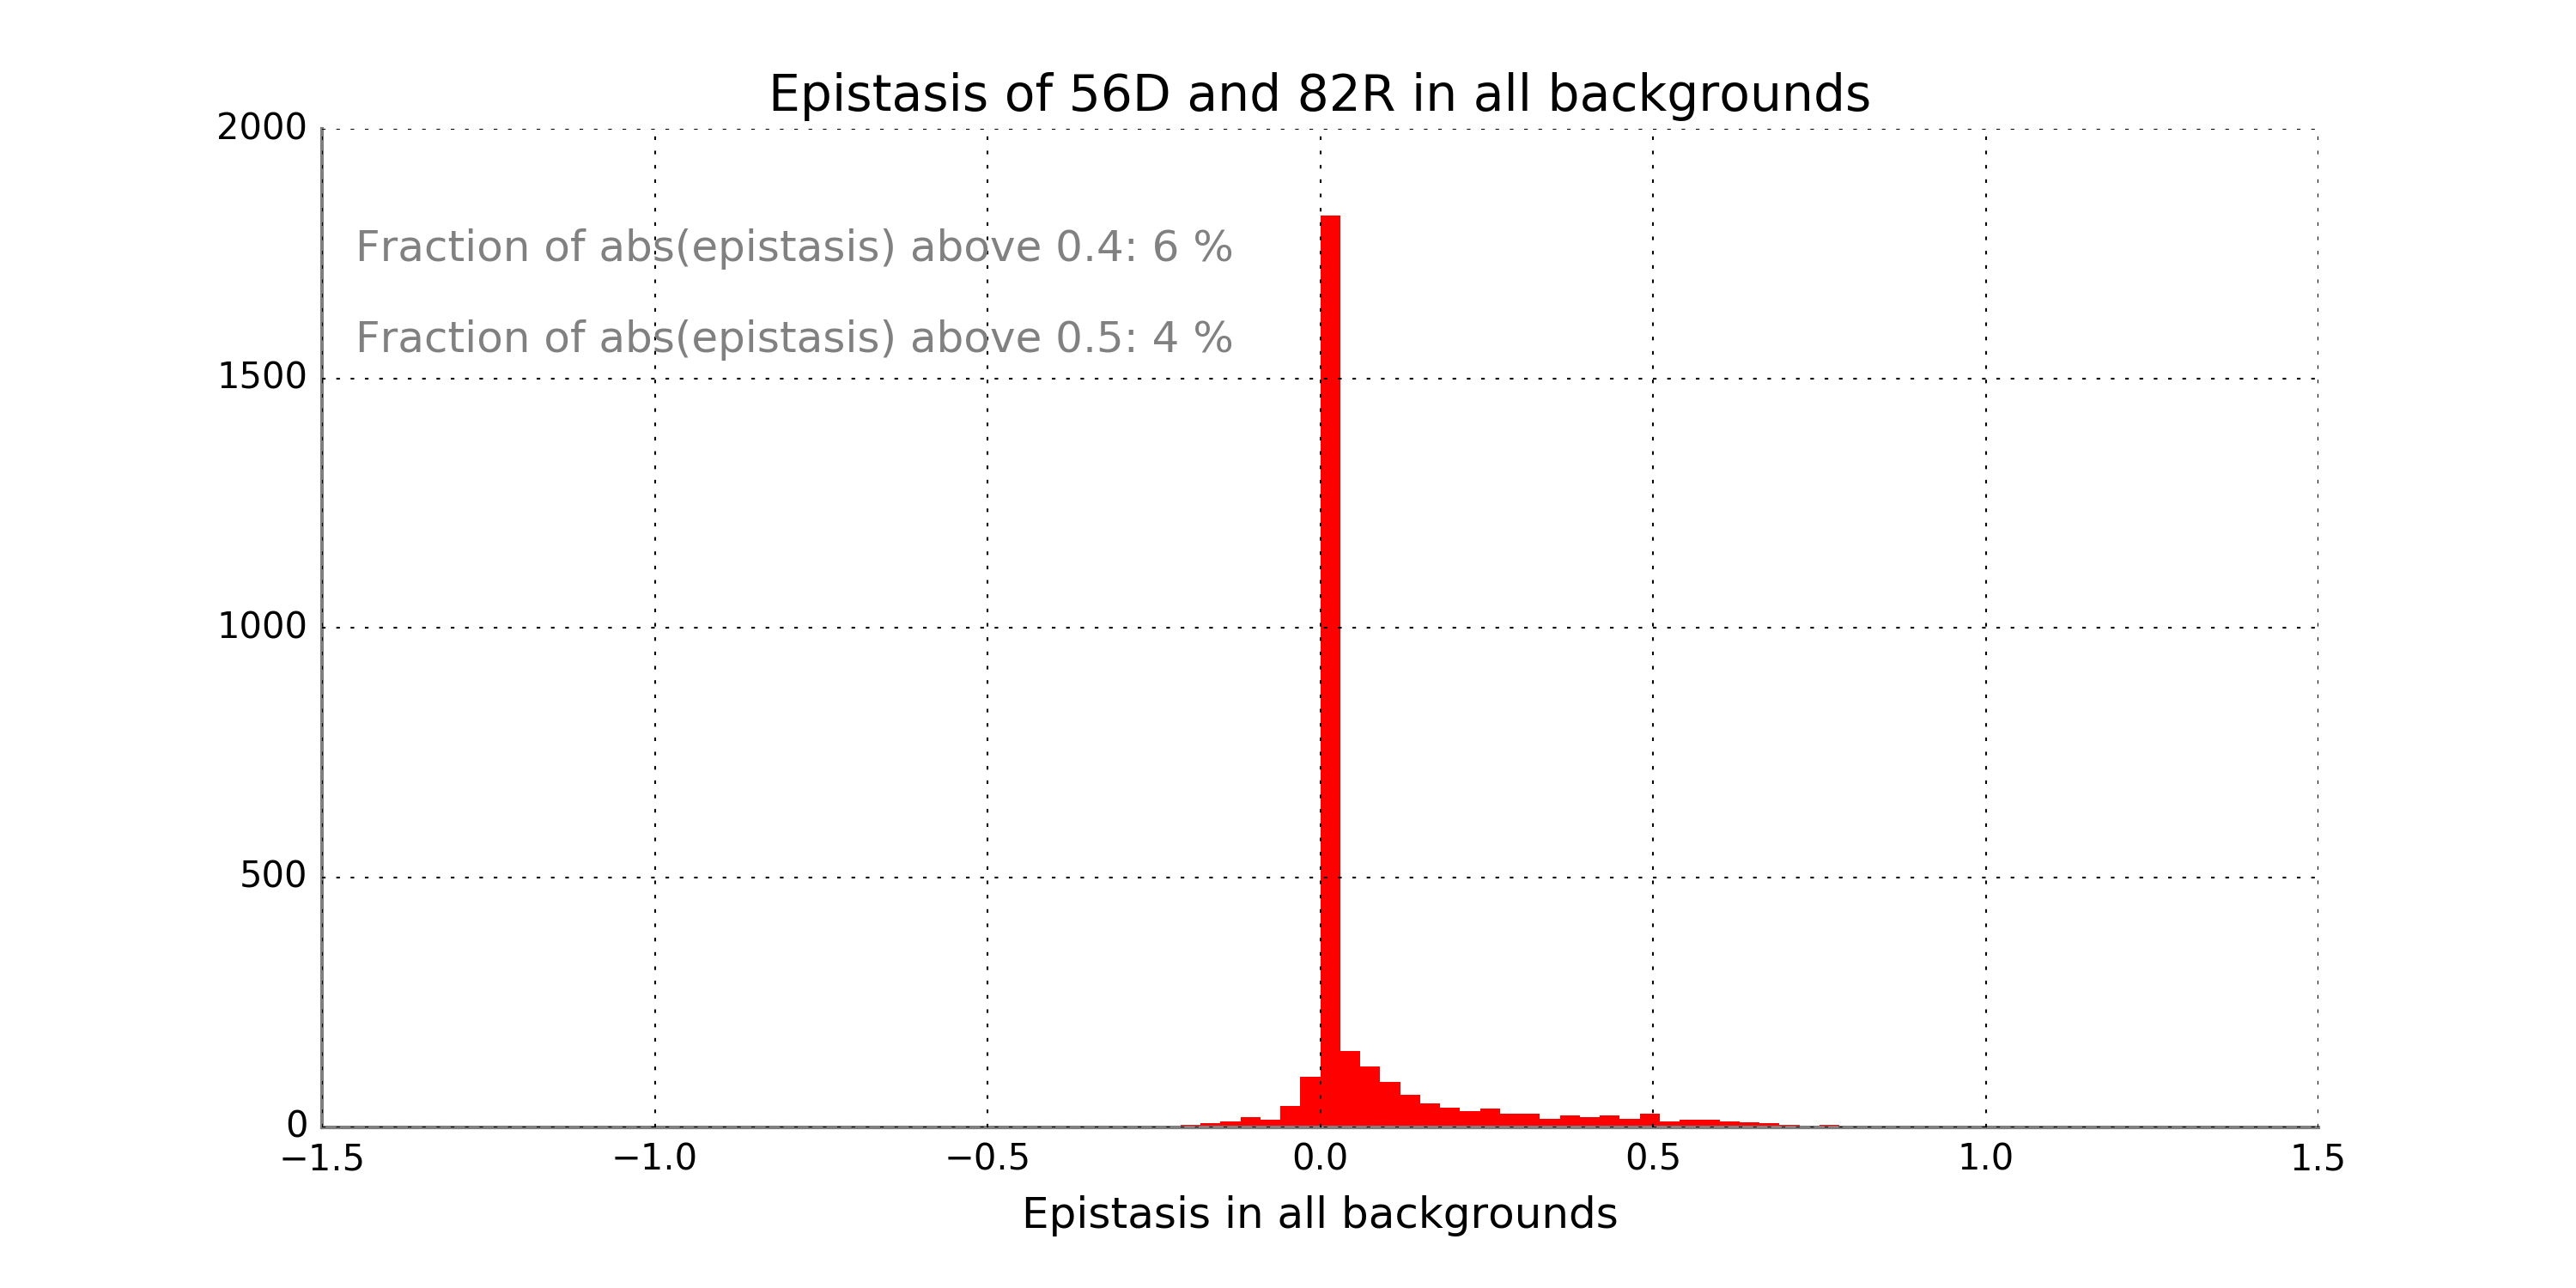 Epistasis of 56D and 82R in all backgrounds
2000
Fraction of abs(epistasis) above 0.4: 6 %
Fraction of abs(epistasis) above 0.5: 4 %
1500
1000
500
0
−1.5 −1.0 −0.5 0.0 0.5 1.0 1.5
Epistasis in all backgrounds